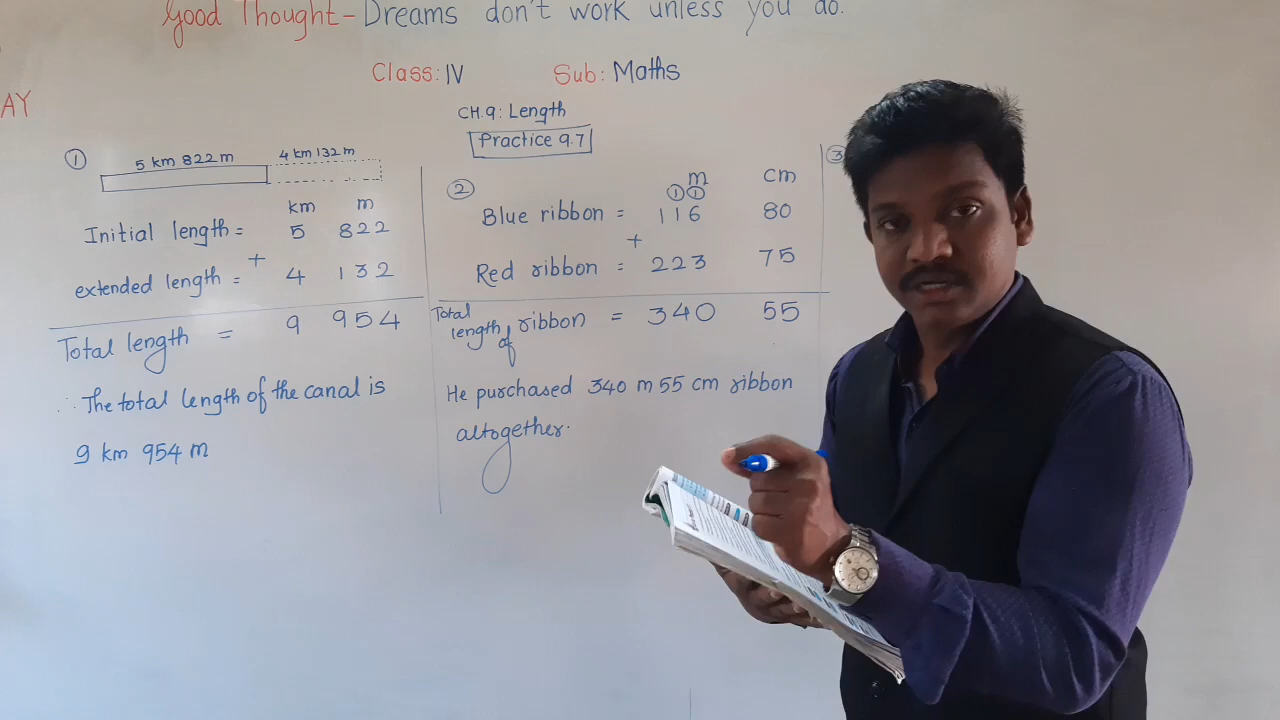 Good Thought - Dreams don't work unless you do.
Class: IV Sub: Maths
AY
CH.9: Length
Practice 9.7
① 5 km 822 m 4 km 132 m
km m
Initial length = 5 822
+
extended length = 4 132
Total length = 9 954
∴ The total length of the canal is
9 km 954 m
② m cm
① ①
Blue ribbon = 116 80
+
Red ribbon = 223 75
Total length of ribbon = 340 55
He purchased 340 m 55 cm ribbon
altogether.
③